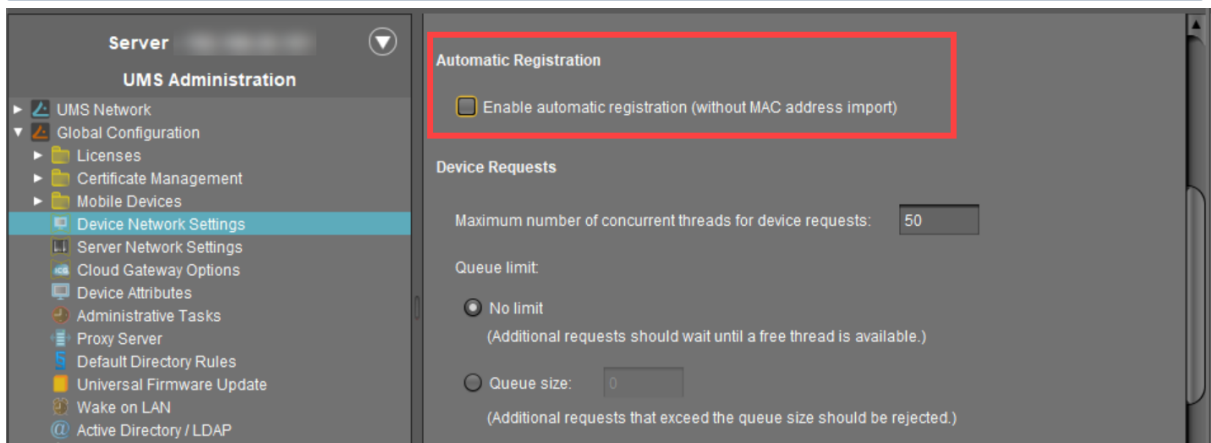 Server
UMS Administration
UMS Network
Global Configuration
Licenses
Certificate Management
Mobile Devices
Device Network Settings
Server Network Settings
Cloud Gateway Options
Device Attributes
Administrative Tasks
Proxy Server
Default Directory Rules
Universal Firmware Update
Wake on LAN
Active Directory / LDAP
Automatic Registration
Enable automatic registration (without MAC address import)
Device Requests
Maximum number of concurrent threads for device requests: 50
Queue limit:
No limit
(Additional requests should wait until a free thread is available.)
Queue size: 0
(Additional requests that exceed the queue size should be rejected.)